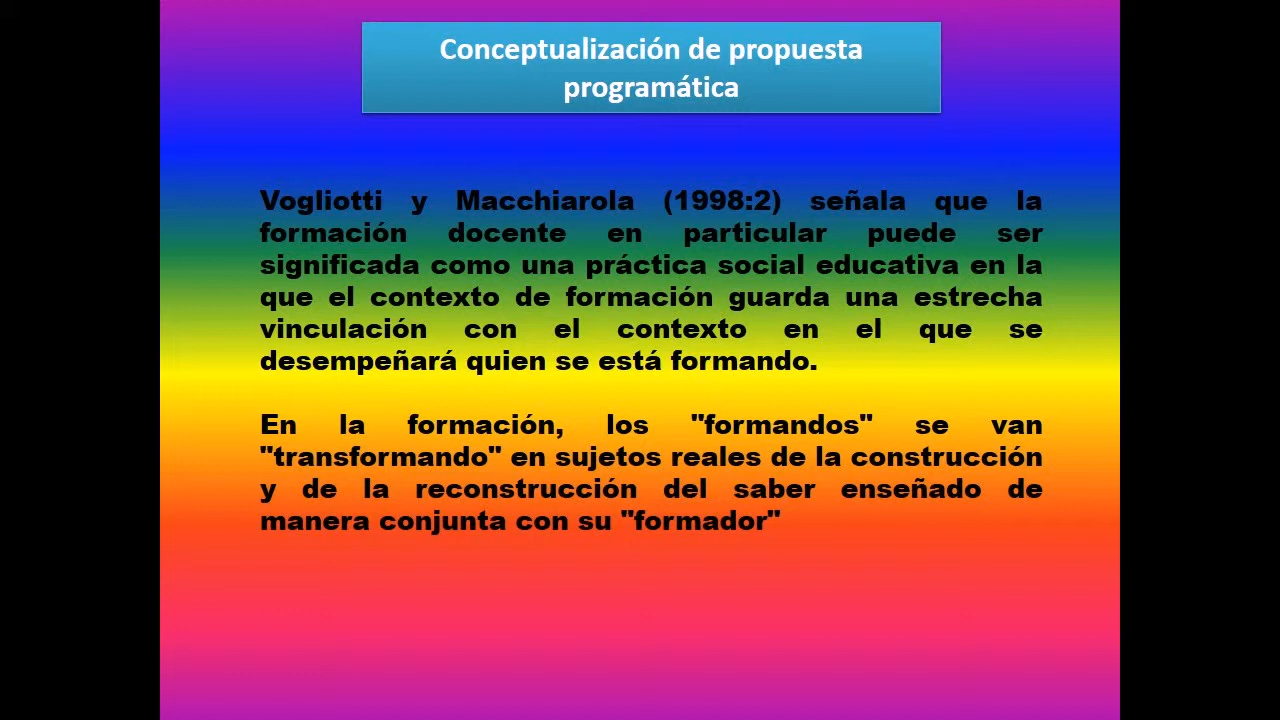 Conceptualización de propuesta
programática
Vogliotti y Macchiarola (1998:2) señala que la
formación docente en particular puede ser
significada como una práctica social educativa en la
que el contexto de formación guarda una estrecha
vinculación con el contexto en el que se
desempeñará quien se está formando.
En la formación, los "formandos" se van
"transformando" en sujetos reales de la construcción
y de la reconstrucción del saber enseñado de
manera conjunta con su "formador"